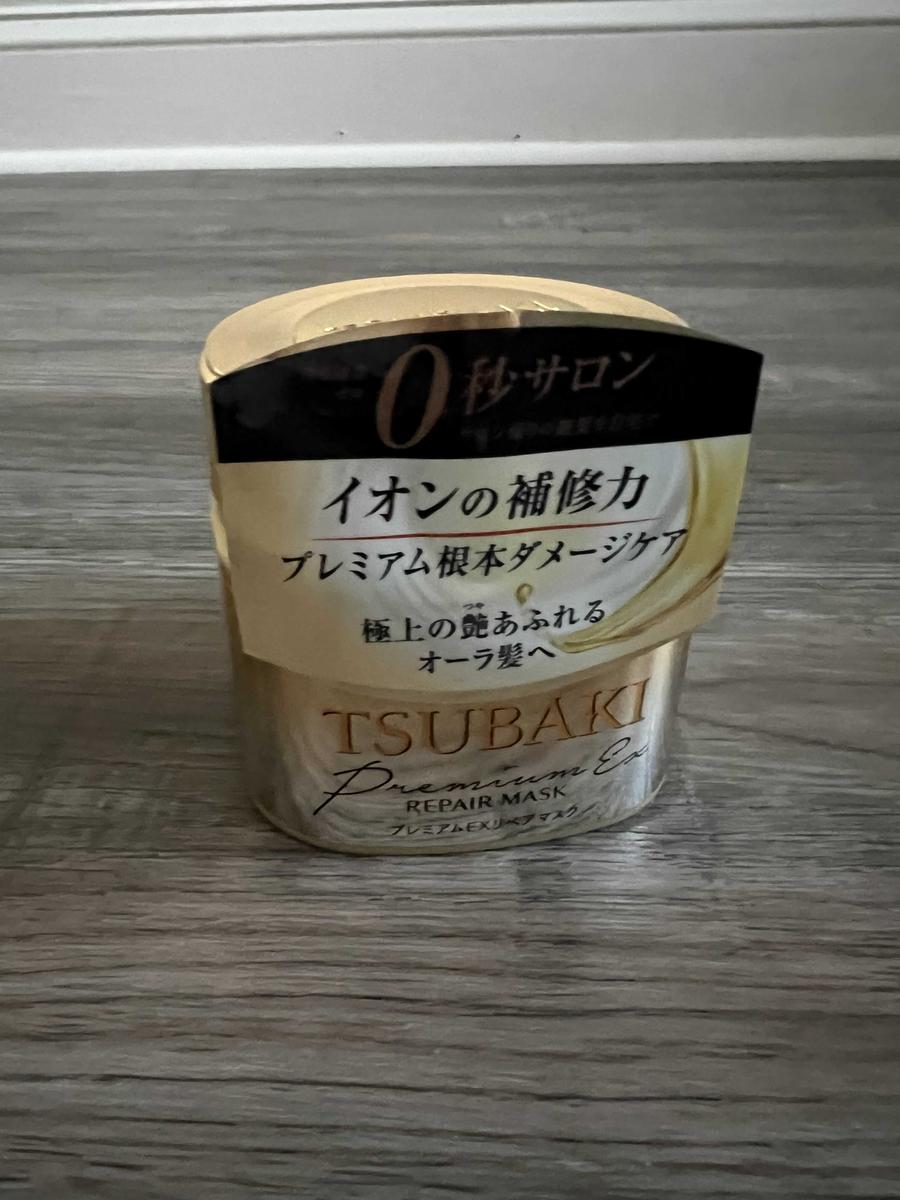 0秒サロン
イオンの補修力
プレミアム根本ダメージケア
つや
極上の艶あふれる
オーラ髪へ
TSUBAKI
Premium Ex
REPAIR MASK
プレミアムEXリペアマスク